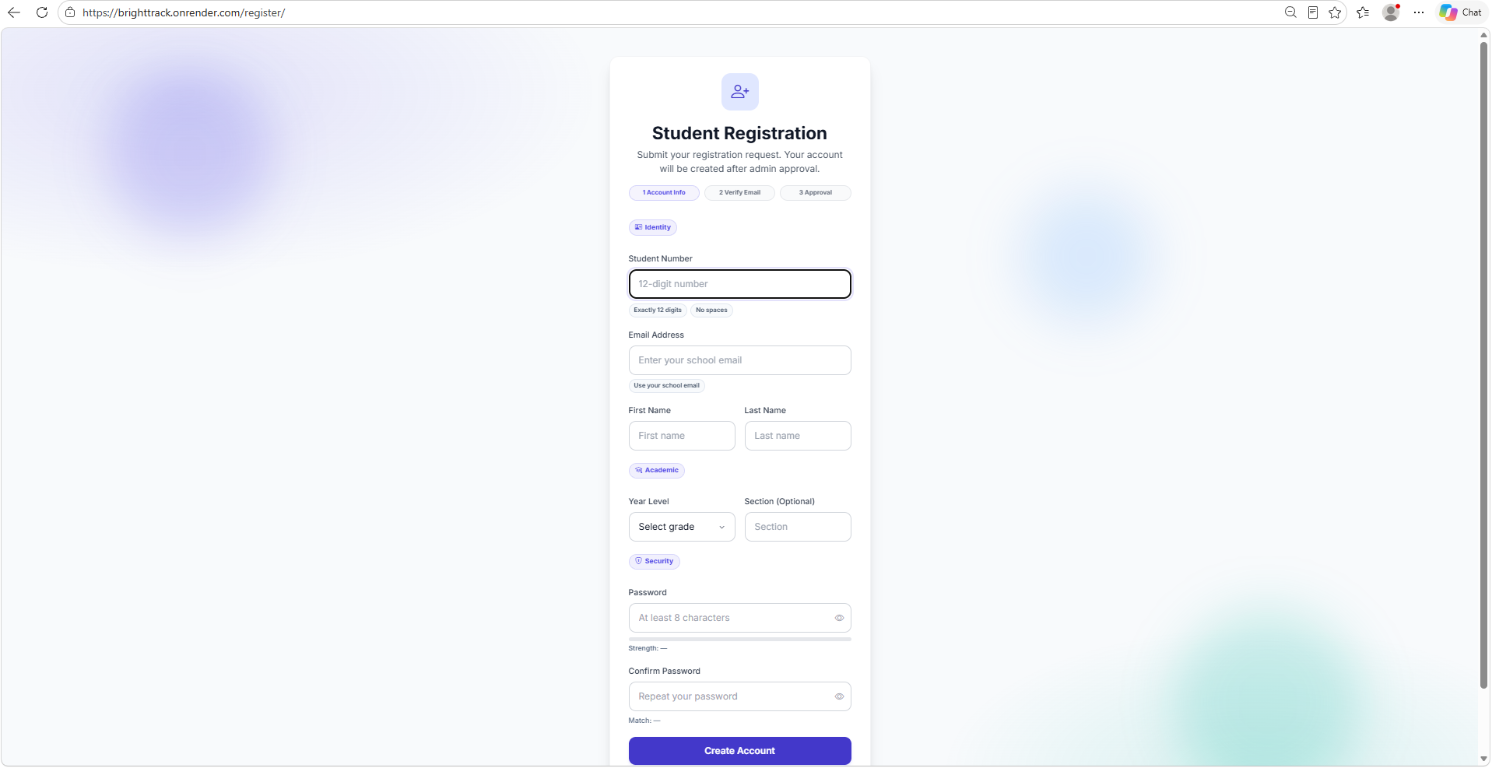 https://brighttrack.onrender.com/register/
Chat
Student Registration
Submit your registration request. Your account
will be created after admin approval.
1 Account Info 2 Verify Email 3 Approval
Identity
Student Number
12-digit number
Exactly 12 digits No spaces
Email Address
Enter your school email
Use your school email
First Name Last Name
First name Last name
Academic
Year Level Section (Optional)
Select grade Section
Security
Password
At least 8 characters
Strength: —
Confirm Password
Repeat your password
Match: —
Create Account